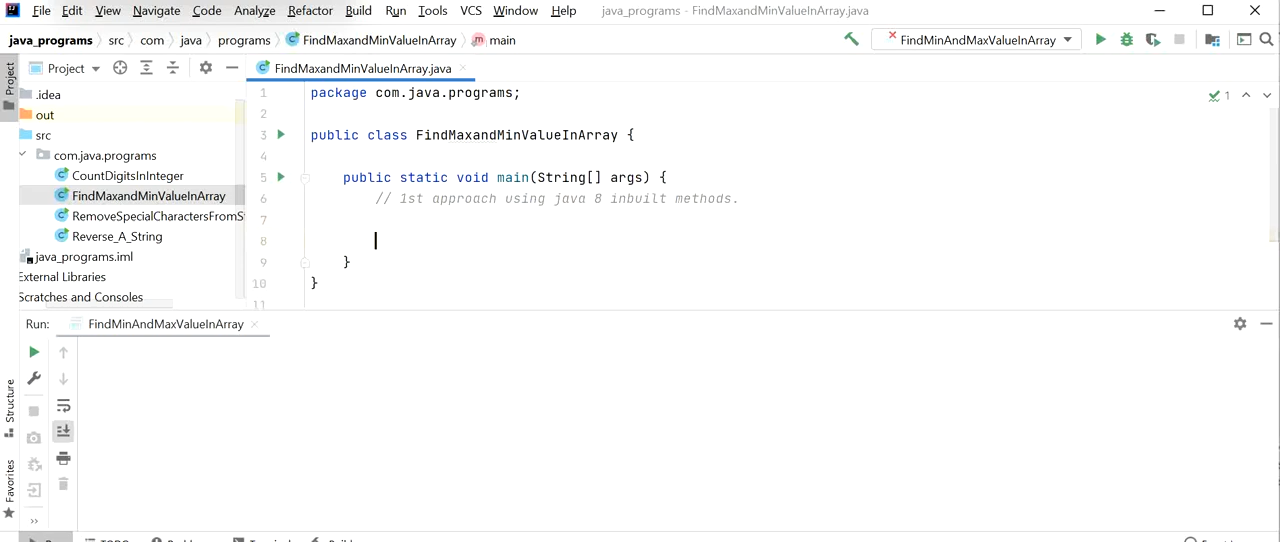 File Edit View Navigate Code Analyze Refactor Build Run Tools VCS Window Help java_programs - FindMaxandMinValueInArray.java
java_programs src com java programs FindMaxandMinValueInArray main FindMinAndMaxValueInArray
Project Project FindMaxandMinValueInArray.java
.idea
out
src
com.java.programs
CountDigitsInInteger
FindMaxandMinValueInArray
RemoveSpecialCharactersFromS
Reverse_A_String
java_programs.iml
External Libraries
Scratches and Consoles
1 package com.java.programs; 1
2
3 public class FindMaxandMinValueInArray {
4
5 public static void main(String[] args) {
6 // 1st approach using java 8 inbuilt methods.
7
8
9 }
10 }
11
Run: FindMinAndMaxValueInArray
Structure
Favorites